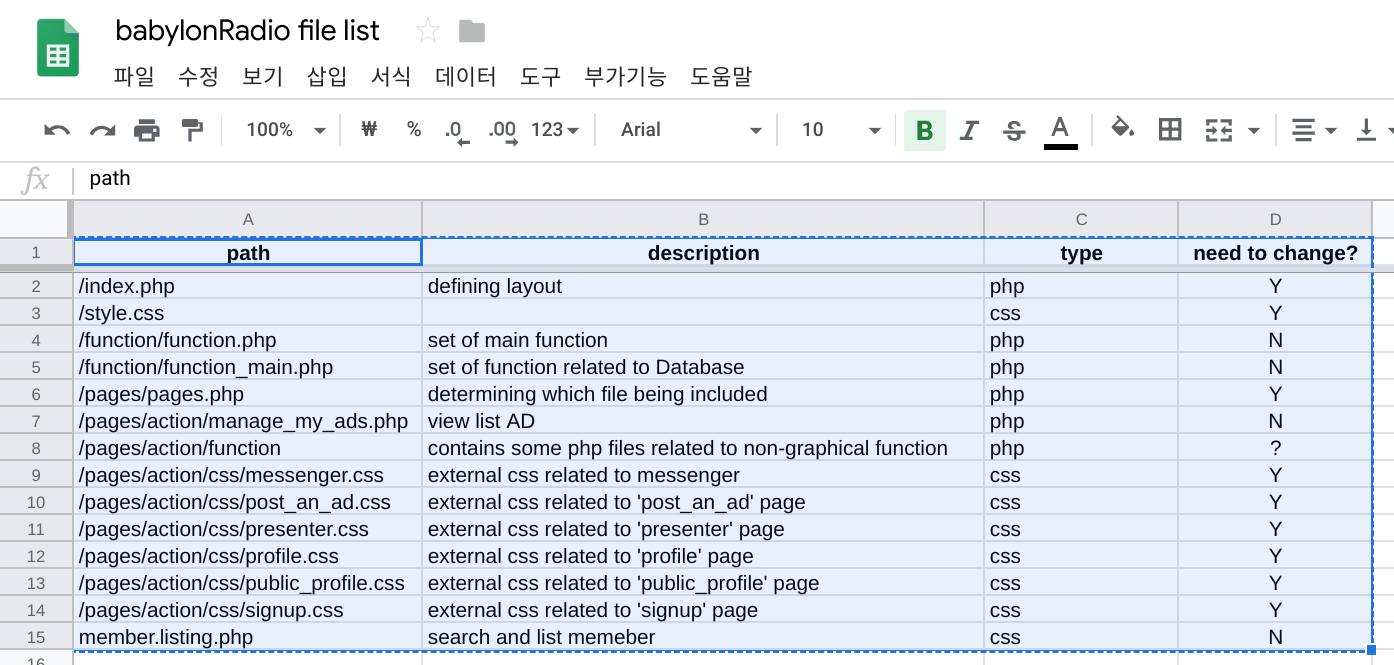 babylonRadio file list
파일 수정 보기 삽입 서식 데이터 도구 부가기능 도움말
100% ₩ % .0 .00 123 Arial 10 B I S A
fx path
A B C D
1 path description type need to change?
2 /index.php defining layout php Y
3 /style.css css Y
4 /function/function.php set of main function php N
5 /function/function_main.php set of function related to Database php N
6 /pages/pages.php determining which file being included php Y
7 /pages/action/manage_my_ads.php view list AD php N
8 /pages/action/function contains some php files related to non-graphical function php ?
9 /pages/action/css/messenger.css external css related to messenger css Y
10 /pages/action/css/post_an_ad.css external css related to 'post_an_ad' page css Y
11 /pages/action/css/presenter.css external css related to 'presenter' page css Y
12 /pages/action/css/profile.css external css related to 'profile' page css Y
13 /pages/action/css/public_profile.css external css related to 'public_profile' page css Y
14 /pages/action/css/signup.css external css related to 'signup' page css Y
15 member.listing.php search and list memeber css N
16